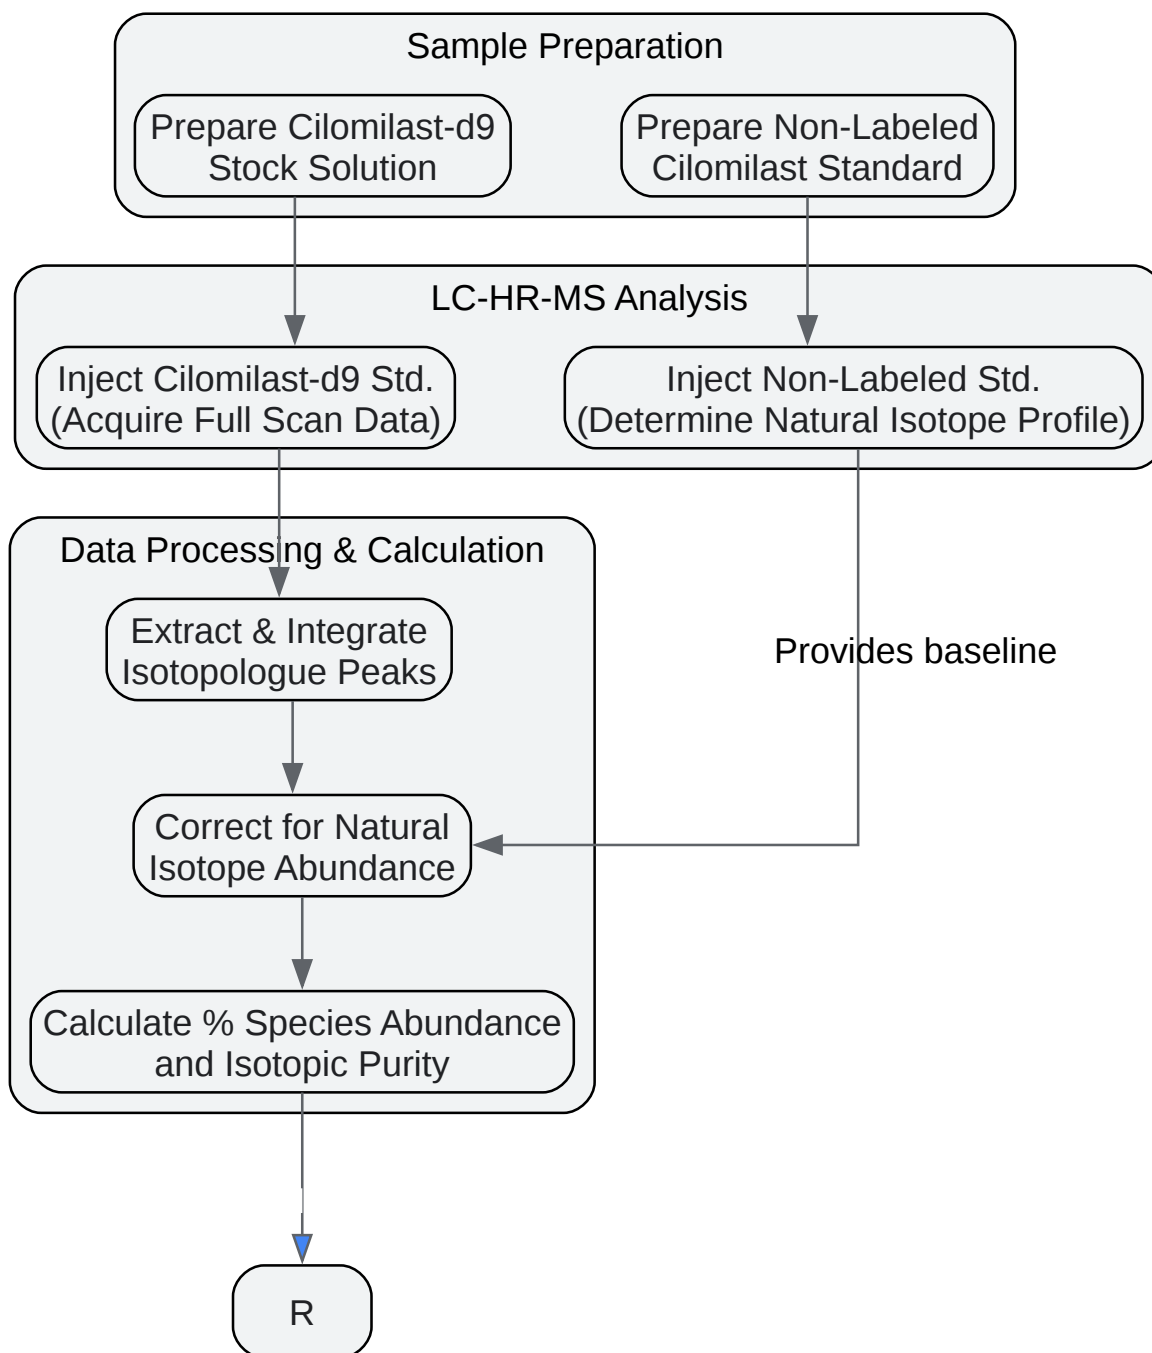 Sample Preparation
Prepare Cilomilast-d9
Stock Solution
Prepare Non-Labeled
Cilomilast Standard
LC-HR-MS Analysis
Inject Cilomilast-d9 Std.
(Acquire Full Scan Data)
Inject Non-Labeled Std.
(Determine Natural Isotope Profile)
Data Processing & Calculation
Extract & Integrate
Isotopologue Peaks
Provides baseline
Correct for Natural
Isotope Abundance
Calculate % Species Abundance
and Isotopic Purity
R